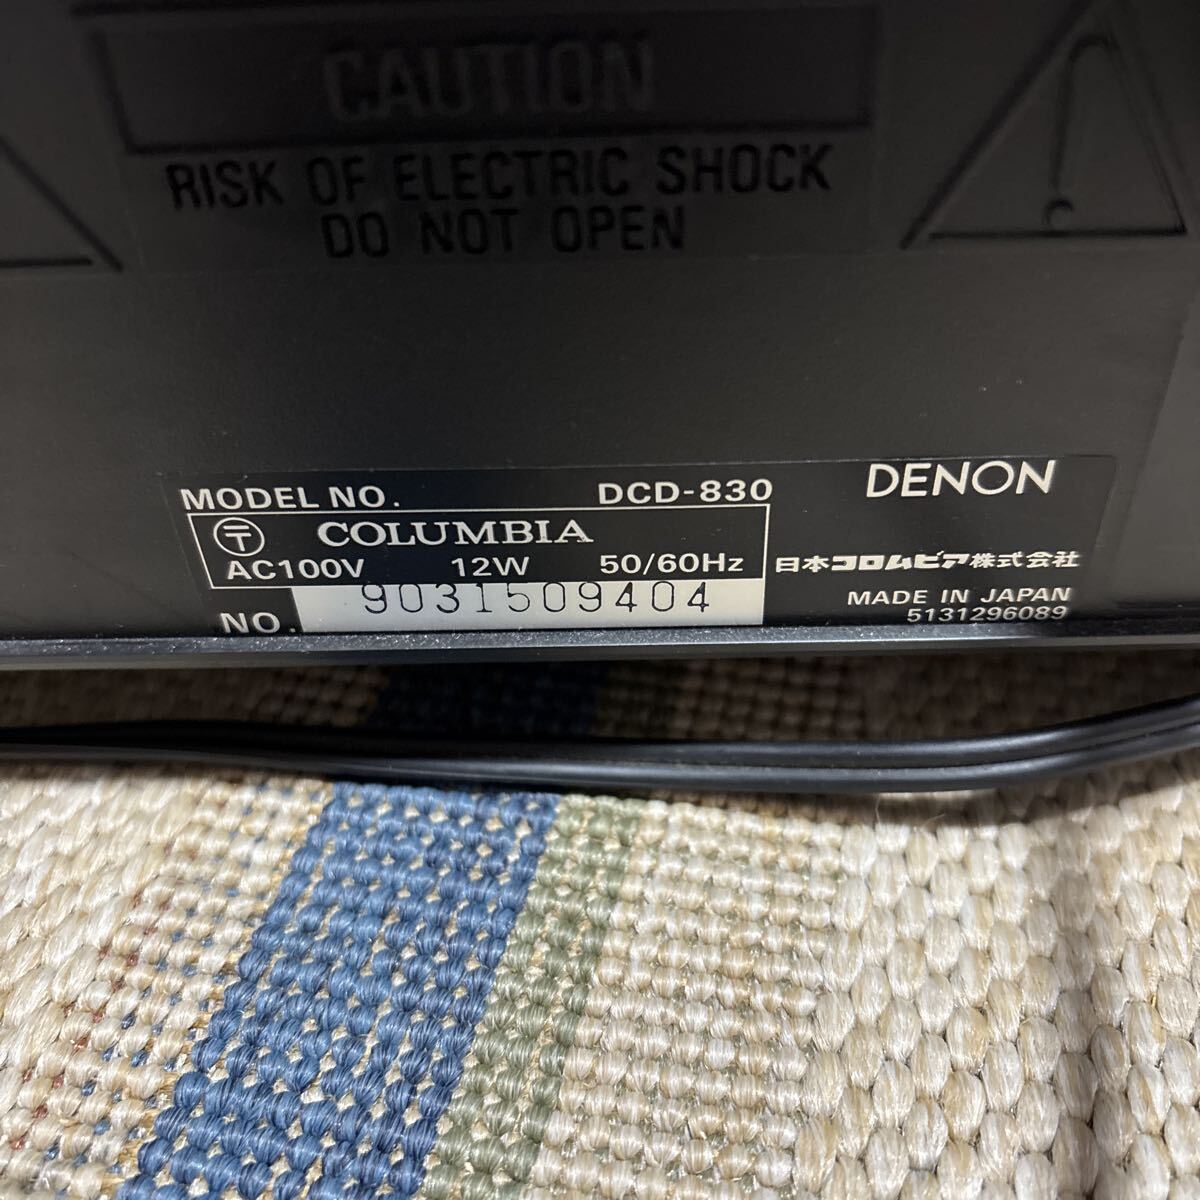 CAUTION
RISK OF ELECTRIC SHOCK
DO NOT OPEN
MODEL NO. DCD-830 DENON
〒 COLUMBIA
AC100V 12W 50/60Hz 日本コロムビア株式会社
NO. 9031509404 MADE IN JAPAN
5131296089